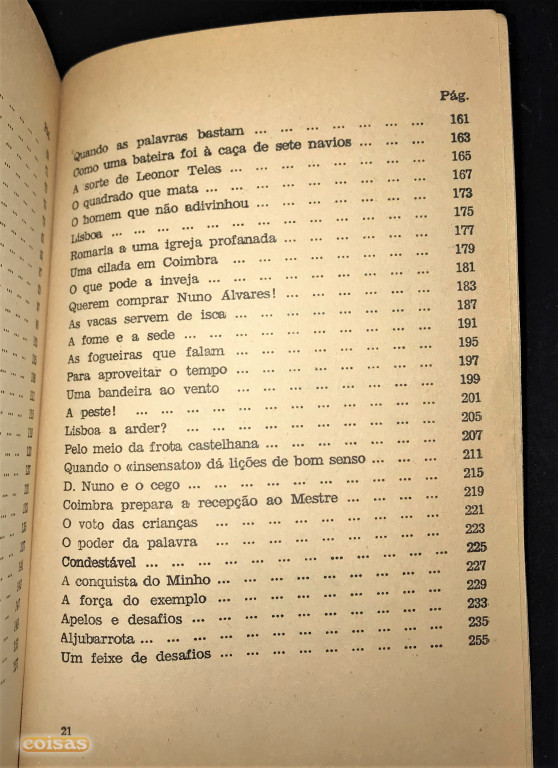 Pág.
Quando as palavras bastam ... ... ... ... ... ... ... 161
Como uma bateira foi à caça de sete navios ... ... ... 163
A sorte de Leonor Teles ... ... ... ... ... ... ... ... 165
O quadrado que mata ... ... ... ... ... ... ... ... 167
O homem que não adivinhou ... ... ... ... ... ... ... 173
Lisboa ... ... ... ... ... ... ... ... ... ... ... ... 175
Romaria a uma igreja profanada ... ... ... ... ... ... 177
Uma cilada em Coimbra ... ... ... ... ... ... ... ... 179
O que pode a inveja ... ... ... ... ... ... ... ... ... 181
Querem comprar Nuno Álvares! ... ... ... ... ... ... 183
As vacas servem de isca ... ... ... ... ... ... ... ... 187
A fome e a sede ... ... ... ... ... ... ... ... ... ... 191
As fogueiras que falam ... ... ... ... ... ... ... ... 195
Para aproveitar o tempo ... ... ... ... ... ... ... ... 197
Uma bandeira ao vento ... ... ... ... ... ... ... ... 199
A peste! ... ... ... ... ... ... ... ... ... ... ... 201
Lisboa a arder? ... ... ... ... ... ... ... ... ... ... 205
Pelo meio da frota castelhana ... ... ... ... ... ... ... 207
Quando o «insensato» dá lições de bom senso ... ... ... 211
D. Nuno e o cego ... ... ... ... ... ... ... ... ... 215
Coimbra prepara a recepção ao Mestre ... ... ... ... 219
O voto das crianças ... ... ... ... ... ... ... ... 221
O poder da palavra ... ... ... ... ... ... ... ... 223
Condestável ... ... ... ... ... ... ... ... ... ... ... 225
A conquista do Minho ... ... ... ... ... ... ... ... 227
A força do exemplo ... ... ... ... ... ... ... ... ... 229
Apelos e desafios ... ... ... ... ... ... ... ... ... 233
Aljubarrota ... ... ... ... ... ... ... ... ... ... ... 235
Um feixe de desafios ... ... ... ... ... ... ... ... 255
21
coisas